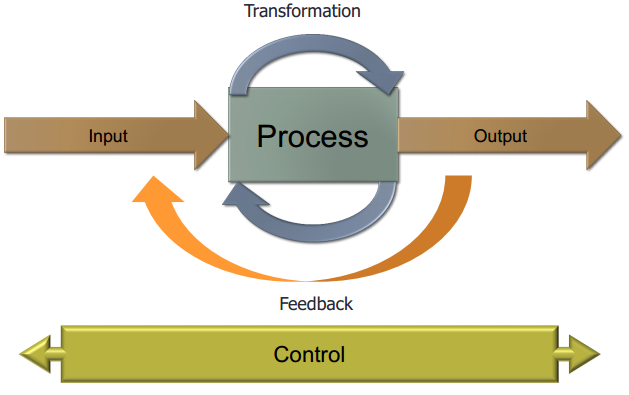 Transformation
Input
Process
Output
Feedback
Control